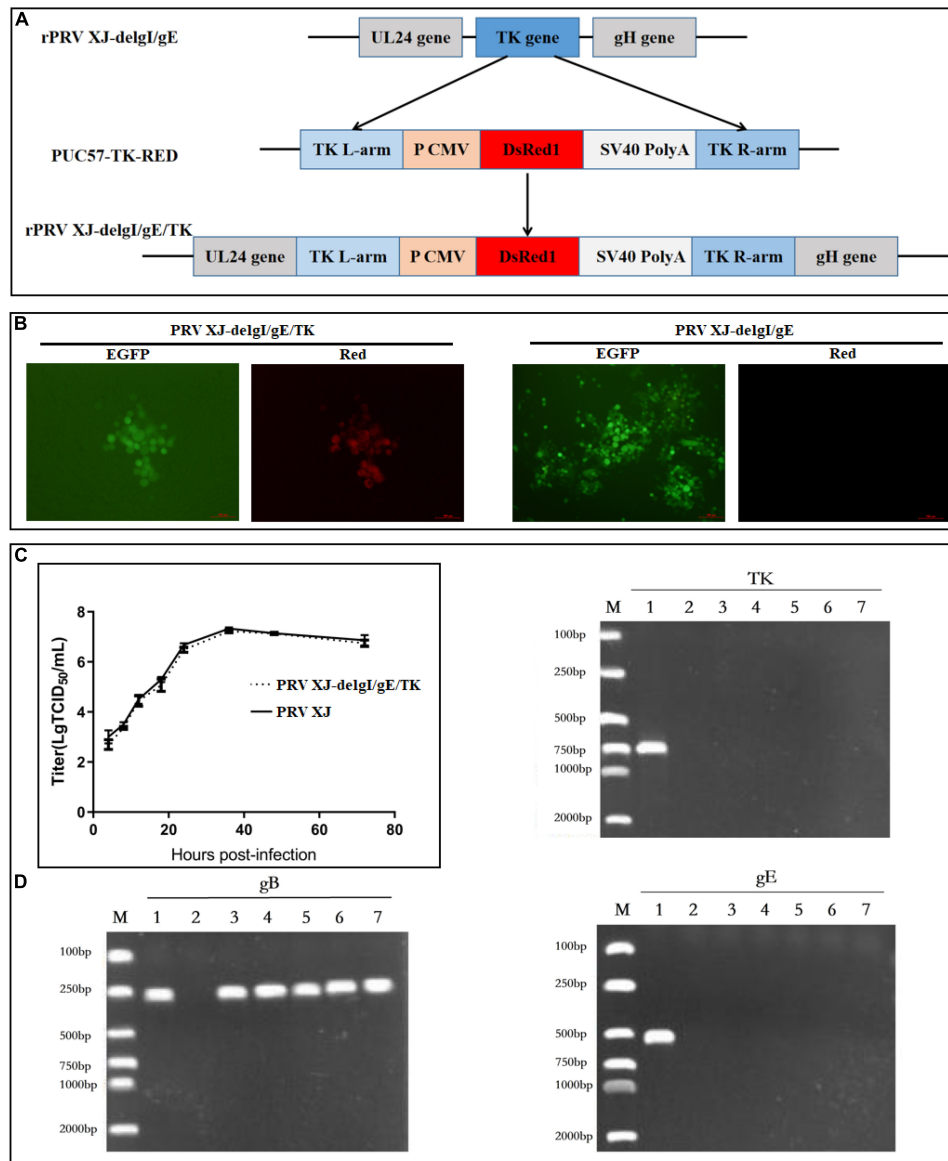 A
rPRV XJ-delgI/gE
UL24 gene
TK gene
gH gene
PUC57-TK-RED
TK L-arm
P CMV
DsRed1
SV40 PolyA
TK R-arm
rPRV XJ-delgI/gE/TK
UL24 gene
TK L-arm
P CMV
DsRed1
SV40 PolyA
TK R-arm
gH gene
B
PRV XJ-delgI/gE/TK
PRV XJ-delgI/gE
EGFP
Red
EGFP
Red
C
Titer(LgTCID50/mL)
8
6
4
2
0
0
20
40
60
80
Hours post-infection
PRV XJ-delgI/gE/TK
PRV XJ
TK
M 1 2 3 4 5 6 7
100bp
250bp
500bp
750bp
1000bp
2000bp
D
gB
M 1 2 3 4 5 6 7
100bp
250bp
500bp
750bp
1000bp
2000bp
gE
M 1 2 3 4 5 6 7
100bp
250bp
500bp
750bp
1000bp
2000bp